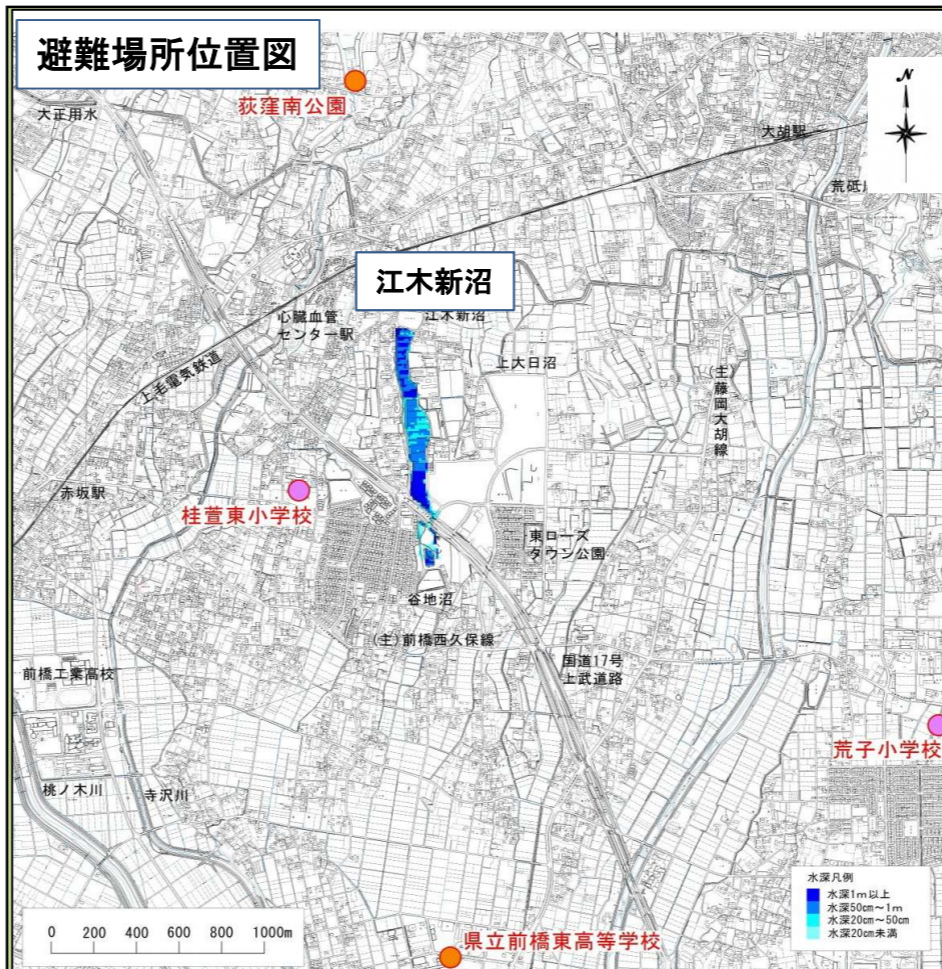 避難場所位置図
荻窪南公園
大正用水
N
大胡駅
荒砥川
江木新沼
江木新沼
心臓血管
センター駅
上大日沼
上毛電気鉄道
(主)藤岡大胡線
赤坂駅
桂萱東小学校
東ローズ
タウン公園
谷地沼
(主)前橋西久保線
国道17号
上武道路
前橋工業高校
荒子小学校
桃ノ木川
寺沢川
水深凡例
水深1m以上
水深50cm～1m
水深20cm～50cm
水深20cm未満
0 200 400 600 800 1000m
県立前橋東高等学校